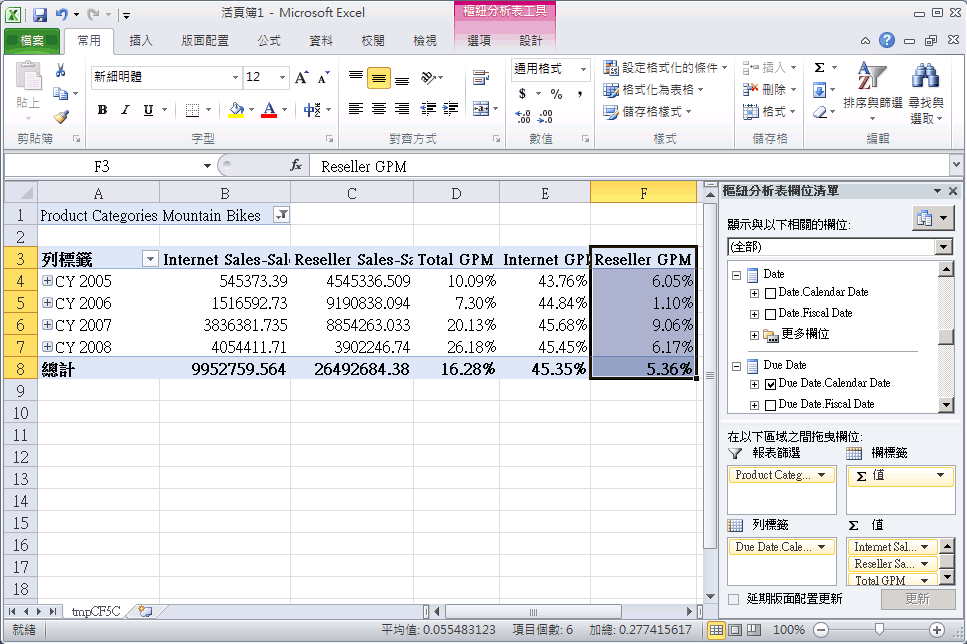 活頁簿1 - Microsoft Excel
樞紐分析表工具
檔案 常用 插入 版面配置 公式 資料 校閱 檢視 選項 設計
貼上
剪貼簿
新細明體 12
B I U A 中
字型
對齊方式
通用格式
$ % ,
數值
設定格式化的條件
格式化為表格
儲存格樣式
樣式
插入
刪除
格式
儲存格
Σ
排序與篩選
尋找與
選取
編輯
F3 fx Reseller GPM
A B C D E F
1 Product Categories Mountain Bikes
2
3 列標籤 Internet Sales-Sal Reseller Sales-Sa Total GPM Internet GPI Reseller GPM
4 CY 2005 545373.39 4545336.509 10.09% 43.76% 6.05%
5 CY 2006 1516592.73 9190838.094 7.30% 44.84% 1.10%
6 CY 2007 3836381.735 8854263.033 20.13% 45.68% 9.06%
7 CY 2008 4054411.71 3902246.74 26.18% 45.45% 6.17%
8 總計 9952759.564 26492684.38 16.28% 45.35% 5.36%
9
10
11
12
13
14
15
16
17
18
樞紐分析表欄位清單
顯示與以下相關的欄位:
(全部)
Date
Date.Calendar Date
Date.Fiscal Date
更多欄位
Due Date
Due Date.Calendar Date
Due Date.Fiscal Date
在以下區域之間拖曳欄位:
報表篩選 欄標籤
Product Categ... Σ 值
列標籤 Σ 值
Due Date.Cale... Internet Sal...
Reseller Sa...
Total GPM
延期版面配置更新 更新
tmpCF5C
就緒 平均值: 0.055483123 項目個數: 6 加總: 0.277415617 100%